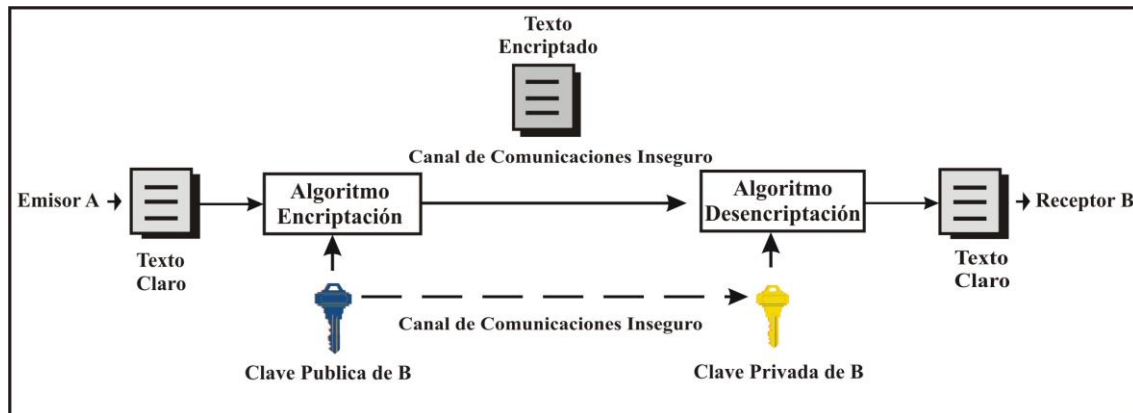 Texto
Encriptado
Canal de Comunicaciones Inseguro
Emisor A
Texto
Claro
Algoritmo
Encriptación
Algoritmo
Desencriptación
Receptor B
Texto
Claro
Canal de Comunicaciones Inseguro
Clave Publica de B
Clave Privada de B